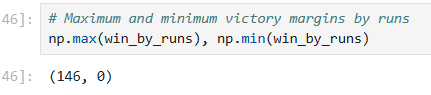 46]: # Maximum and minimum victory margins by runs
np.max(win_by_runs), np.min(win_by_runs)
46]: (146, 0)